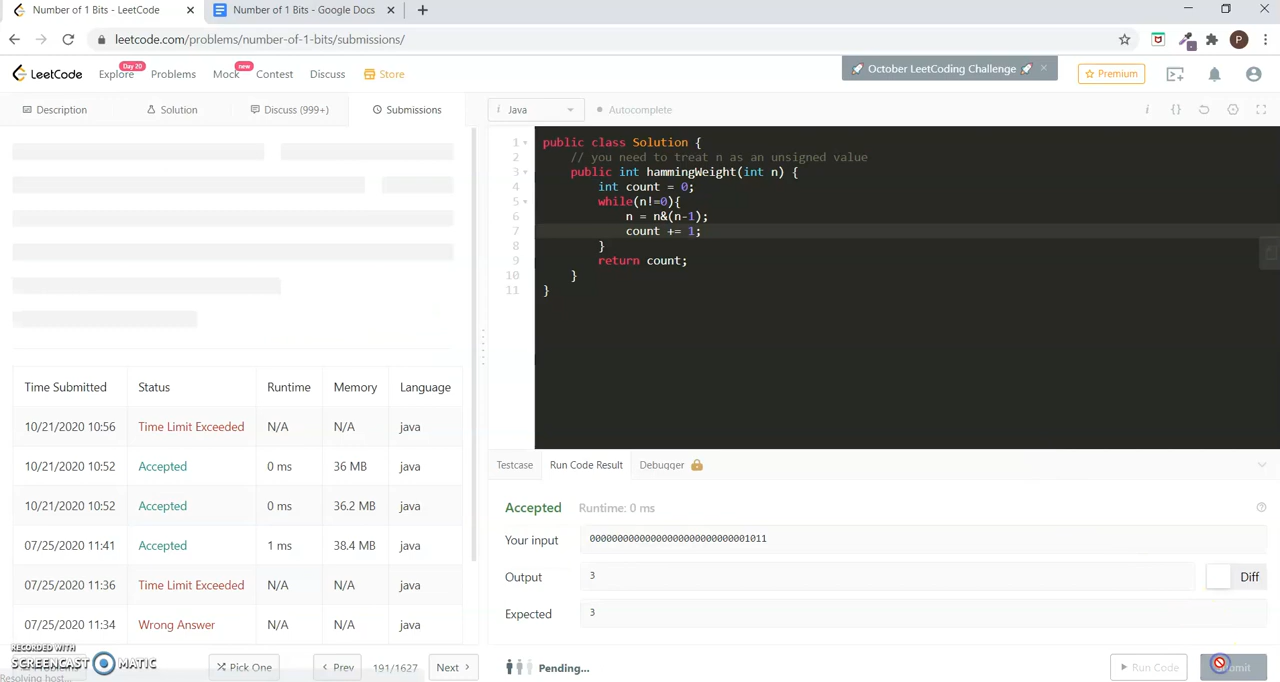 Number of 1 Bits - LeetCode
Number of 1 Bits - Google Docs
leetcode.com/problems/number-of-1-bits/submissions/
P
LeetCode
Explore
Day 20
Problems
Mock
new
Contest
Discuss
Store
October LeetCoding Challenge
Premium
Description
Solution
Discuss (999+)
Submissions
i Java
Autocomplete
1 public class Solution {
2 // you need to treat n as an unsigned value
3 public int hammingWeight(int n) {
4 int count = 0;
5 while(n!=0){
6 n = n&(n-1);
7 count += 1;
8 }
9 return count;
10 }
11 }
Time Submitted Status Runtime Memory Language
10/21/2020 10:56 Time Limit Exceeded N/A N/A java
10/21/2020 10:52 Accepted 0 ms 36 MB java
10/21/2020 10:52 Accepted 0 ms 36.2 MB java
07/25/2020 11:41 Accepted 1 ms 38.4 MB java
07/25/2020 11:36 Time Limit Exceeded N/A N/A java
07/25/2020 11:34 Wrong Answer N/A N/A java
Testcase
Run Code Result
Debugger
Accepted Runtime: 0 ms
Your input 00000000000000000000000000001011
Output 3
Diff
Expected 3
RECORDED WITH
SCREENCAST MATIC
Resolving host...
Pick One
Prev
191/1627
Next
Pending...
Run Code